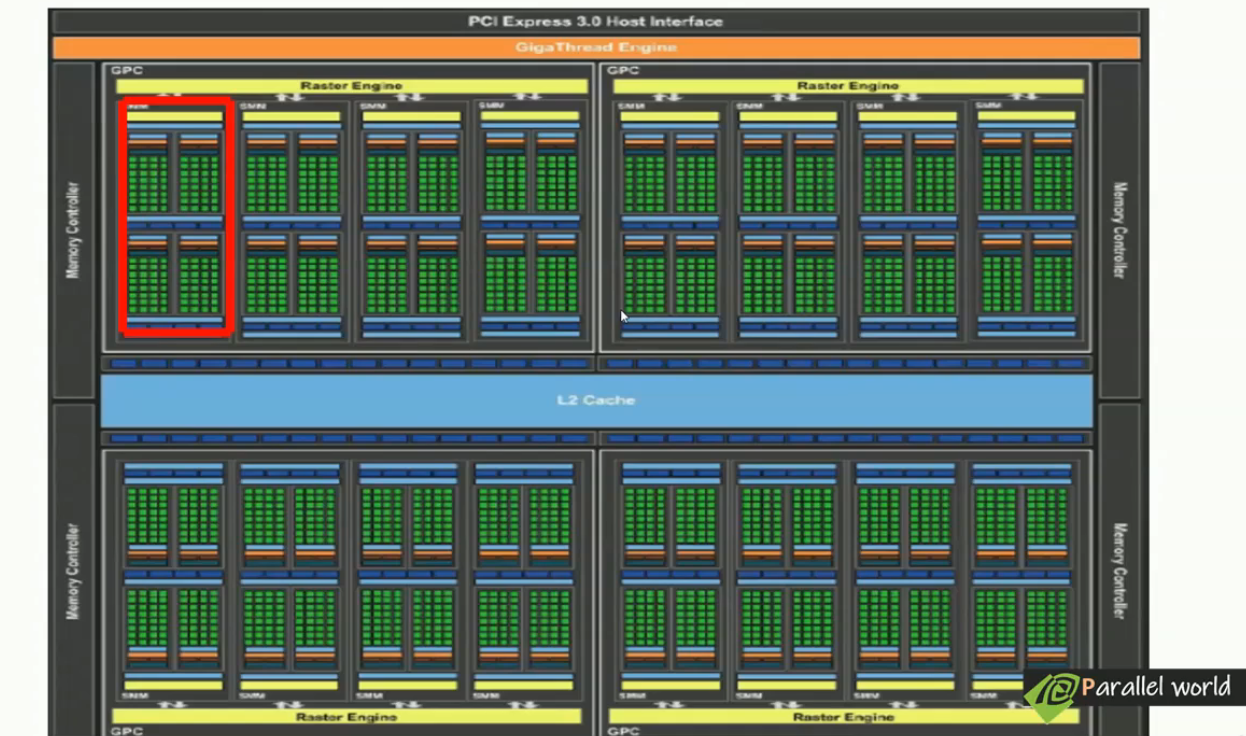 PCI Express 3.0 Host Interface
GigaThread Engine
GPC
GPC
Raster Engine
Raster Engine
SMM
SMM
SMM
SMM
SMM
SMM
SMM
Memory Controller
Memory Controller
L2 Cache
Memory Controller
Memory Controller
SMM
SMM
SMM
SMM
SMM
SMM
SMM
SMM
Parallel world
Raster Engine
Raster Engine
GPC
GPC